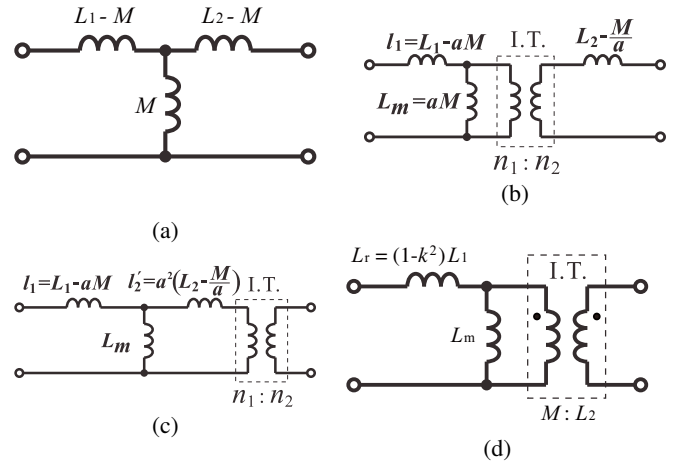 L₁ - M
L₂ - M
M
(a)
l₁=L₁-aM
I.T.
L₂-M/a
Lₘ=aM
n₁ : n₂
(b)
l₁=L₁-aM
l₂′=a²(L₂-M/a)
I.T.
Lₘ
n₁ : n₂
(c)
Lᵣ = (1-k²)L₁
I.T.
Lₘ
M : L₂
(d)